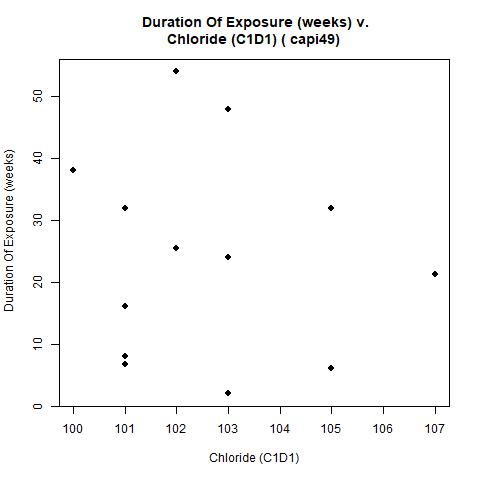 Duration Of Exposure (weeks) v.
Chloride (C1D1) ( capi49)
Duration Of Exposure (weeks)
50
40
30
20
10
0
100 101 102 103 104 105 106 107
Chloride (C1D1)